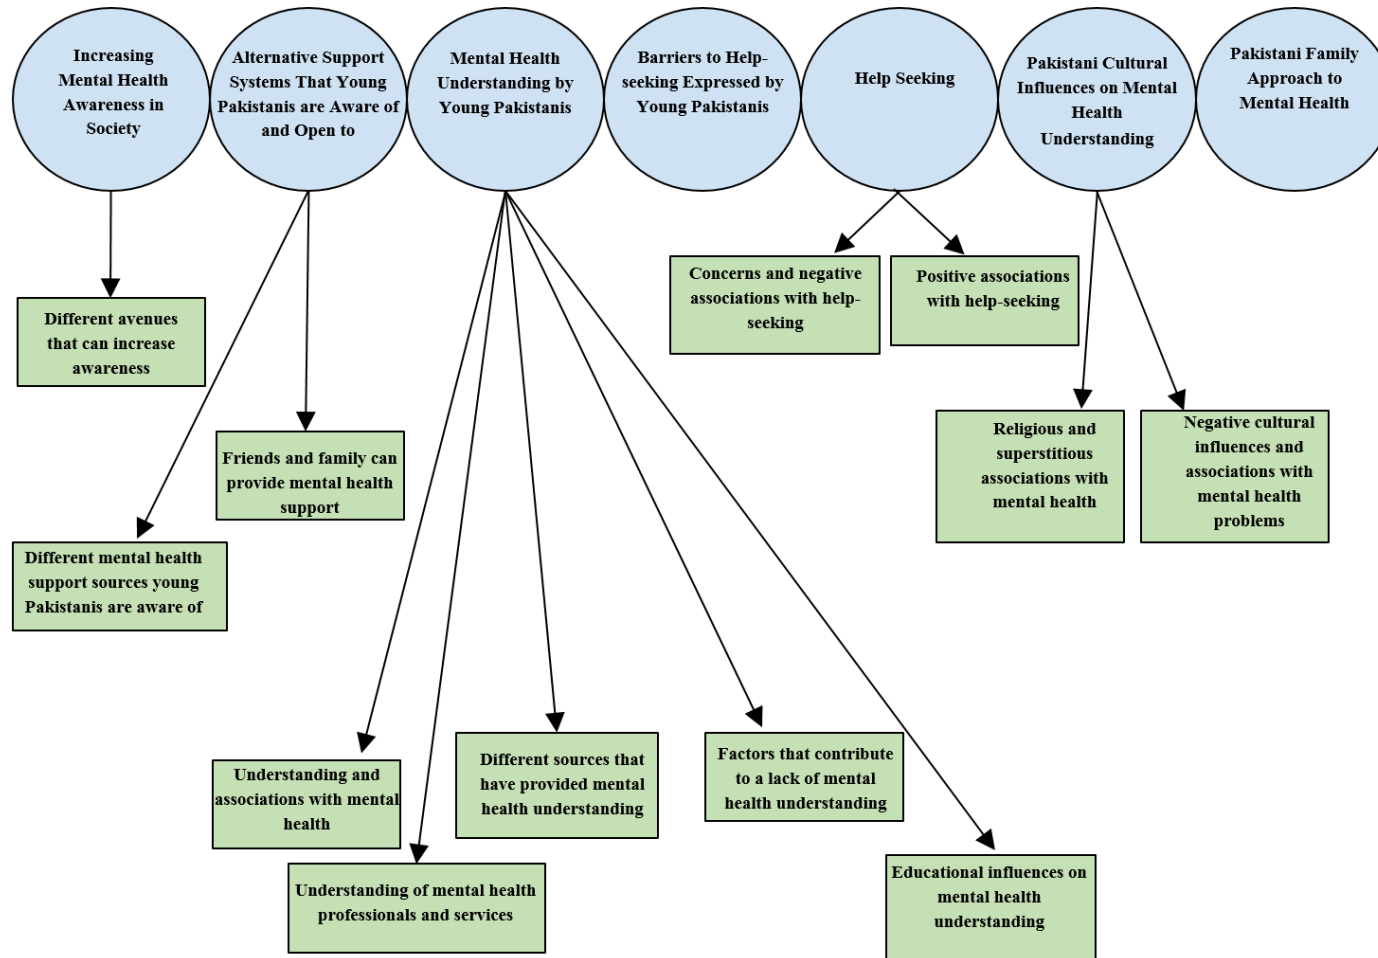 Increasing
Mental Health
Awareness in
Society
Alternative Support
Systems That Young
Pakistanis are Aware of
and Open to
Mental Health
Understanding by
Young Pakistanis
Barriers to Help-
seeking Expressed by
Young Pakistanis
Help Seeking
Pakistani Cultural
Influences on Mental
Health
Understanding
Pakistani Family
Approach to
Mental Health
Concerns and negative
associations with help-
seeking
Positive associations
with help-seeking
Different avenues
that can increase
awareness
Friends and family can
provide mental health
support
Religious and
superstitious
associations with
mental health
Negative cultural
influences and
associations with
mental health
problems
Different mental health
support sources young
Pakistanis are aware of
Understanding and
associations with mental
health
Different sources that
have provided mental
health understanding
Factors that contribute
to a lack of mental
health understanding
Understanding of mental health
professionals and services
Educational influences on
mental health
understanding